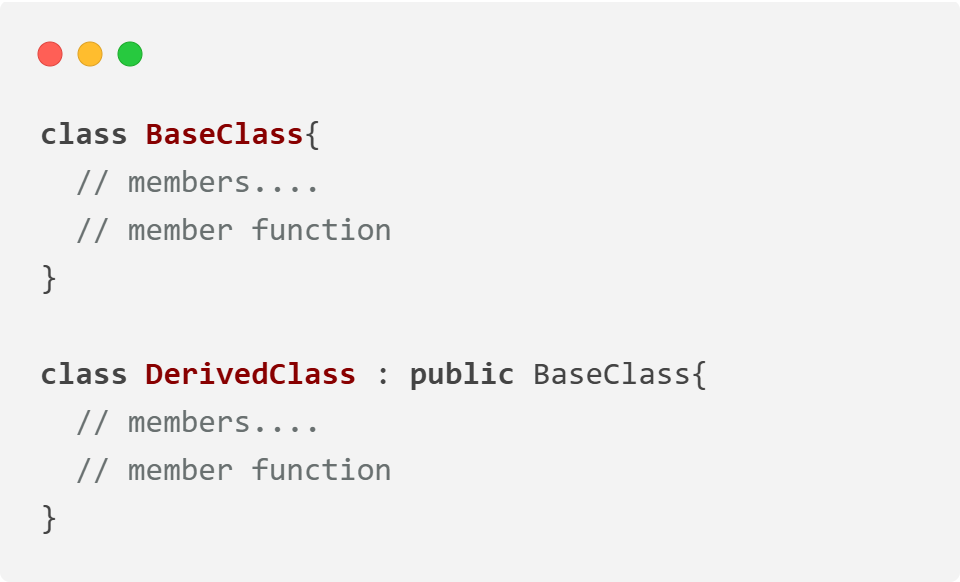 class BaseClass{
  // members....
  // member function
}

class DerivedClass : public BaseClass{
  // members....
  // member function
}